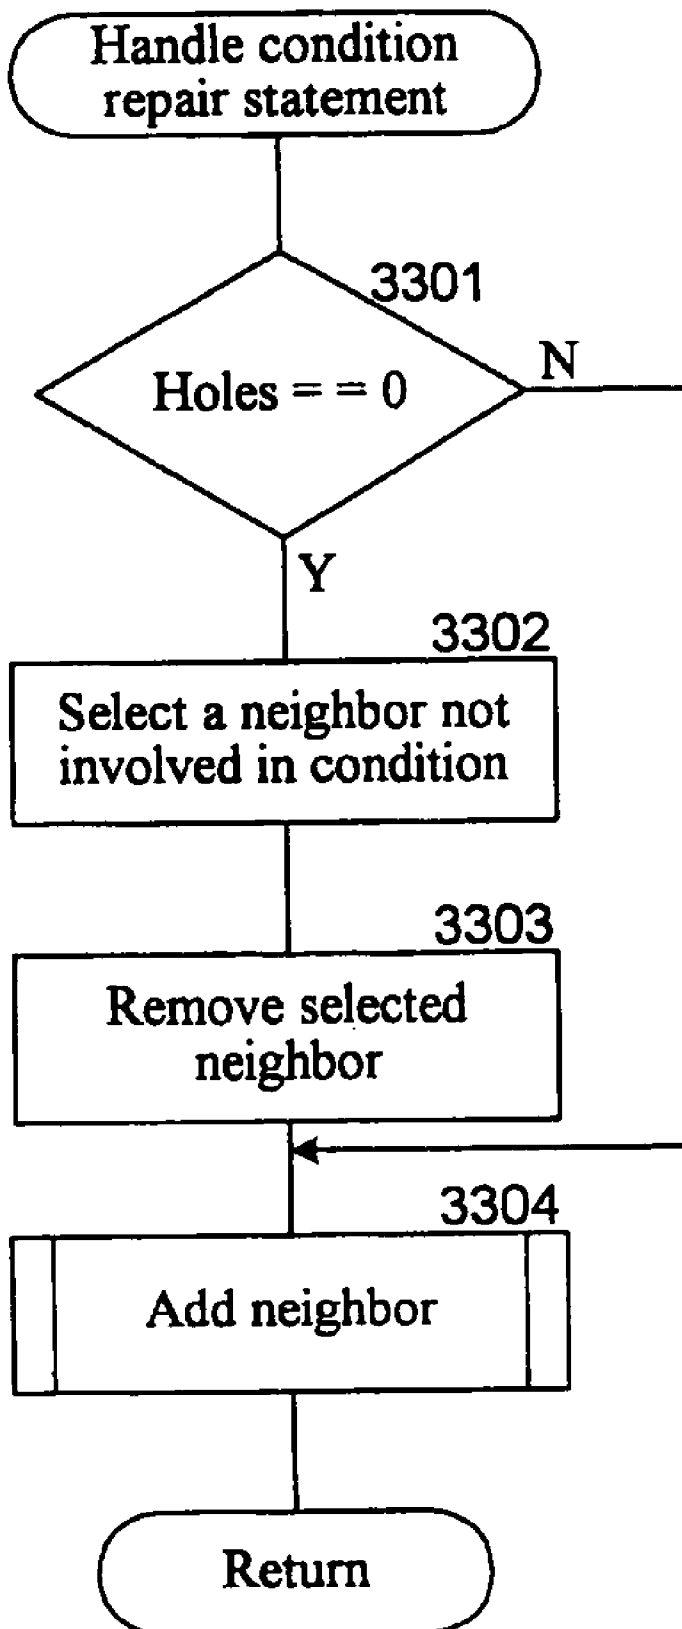 Handle condition
repair statement
3301
Holes = = 0
N
Y
3302
Select a neighbor not
involved in condition
3303
Remove selected
neighbor
3304
Add neighbor
Return